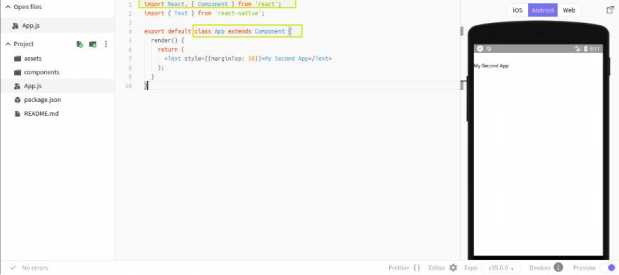 Open files
App.js
Project
assets
components
App.js
package.json
README.md
1 import React, { Component } from 'react';
2 import { Text } from 'react-native';
3
4 export default class App extends Component {
5 render() {
6 return (
7 <Text style={{marginTop: 50}}>My Second App</Text>
8 );
9 }
10 }
iOS Android Web
8:11
My Second App
No errors
Prettier {} Editor Expo v35.0.0 Devices 1 Preview